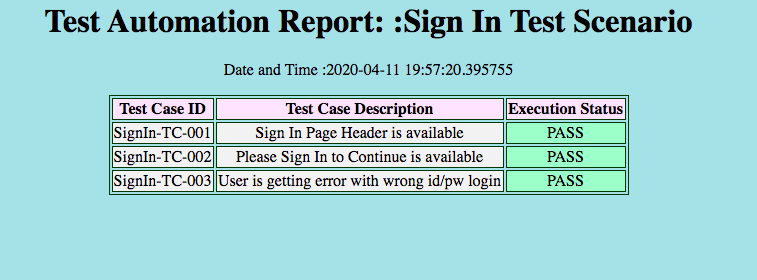 Test Automation Report: :Sign In Test Scenario
Date and Time :2020-04-11 19:57:20.395755
Test Case ID Test Case Description Execution Status
SignIn-TC-001 Sign In Page Header is available PASS
SignIn-TC-002 Please Sign In to Continue is available PASS
SignIn-TC-003 User is getting error with wrong id/pw login PASS